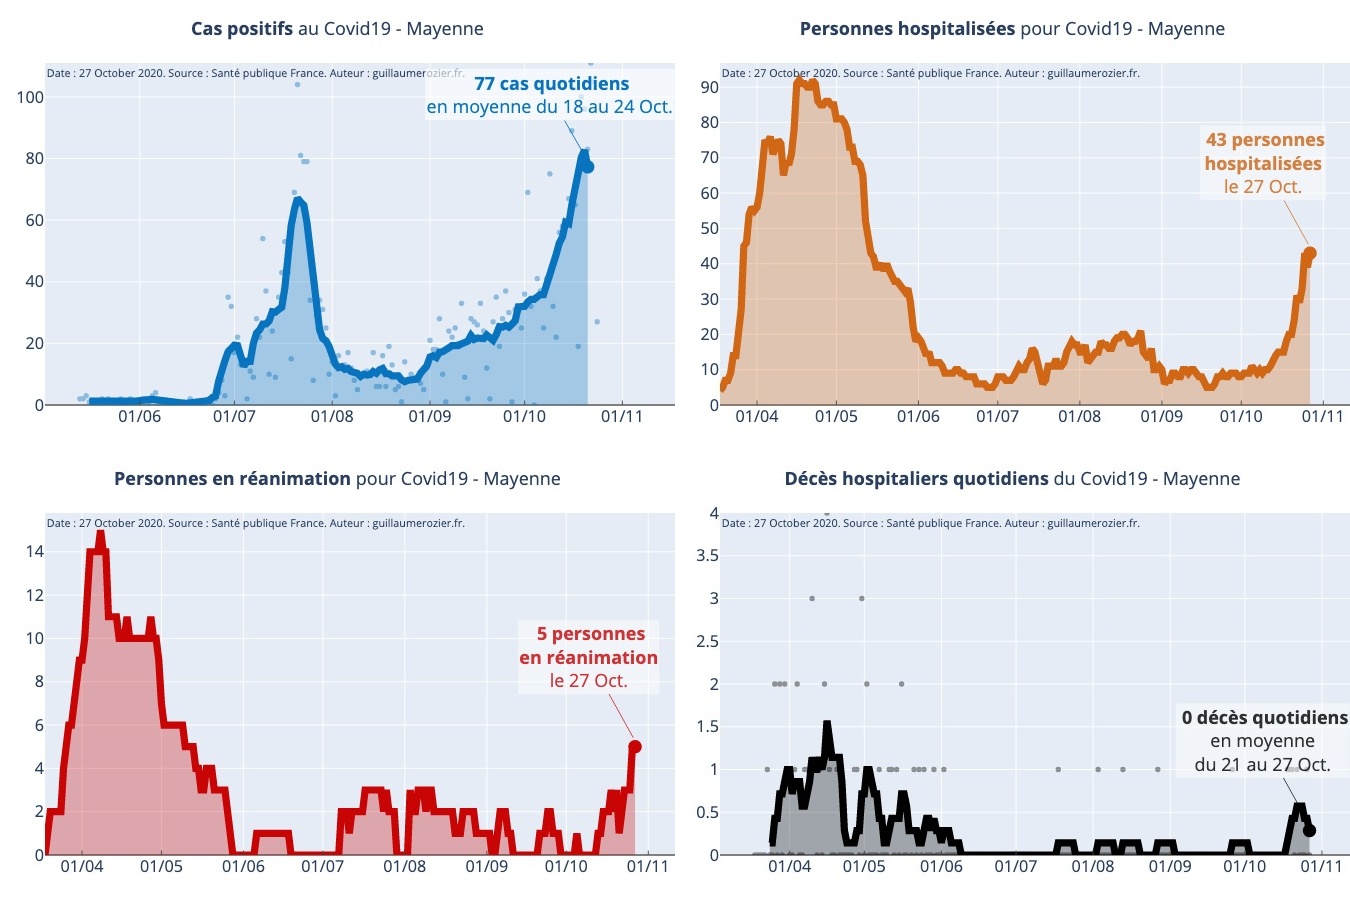 Cas positifs au Covid19 - Mayenne
Date : 27 October 2020. Source : Santé publique France. Auteur : guillaumerozier.fr.
77 cas quotidiens
en moyenne du 18 au 24 Oct.
100
80
60
40
20
0
01/06 01/07 01/08 01/09 01/10 01/11
Personnes hospitalisées pour Covid19 - Mayenne
Date : 27 October 2020. Source : Santé publique France. Auteur : guillaumerozier.fr.
90
80
70
60
50
40
30
20
10
0
43 personnes
hospitalisées
le 27 Oct.
01/04 01/05 01/06 01/07 01/08 01/09 01/10 01/11
Personnes en réanimation pour Covid19 - Mayenne
Date : 27 October 2020. Source : Santé publique France. Auteur : guillaumerozier.fr.
14
12
10
8
6
4
2
0
5 personnes
en réanimation
le 27 Oct.
01/04 01/05 01/06 01/07 01/08 01/09 01/10 01/11
Décès hospitaliers quotidiens du Covid19 - Mayenne
Date : 27 October 2020. Source : Santé publique France. Auteur : guillaumerozier.fr.
4
3.5
3
2.5
2
1.5
1
0.5
0
0 décès quotidiens
en moyenne
du 21 au 27 Oct.
01/04 01/05 01/06 01/07 01/08 01/09 01/10 01/11